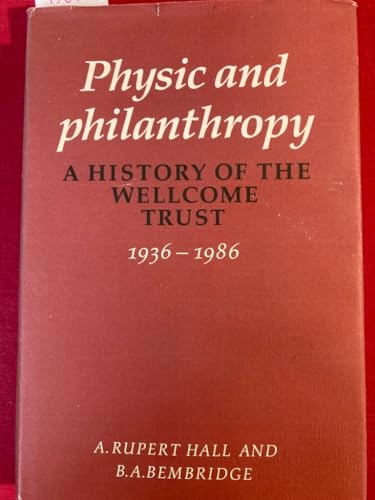 Physic and
philanthropy
A HISTORY OF THE
WELLCOME
TRUST
1936 – 1986
A. RUPERT HALL AND
B.A.BEMBRIDGE